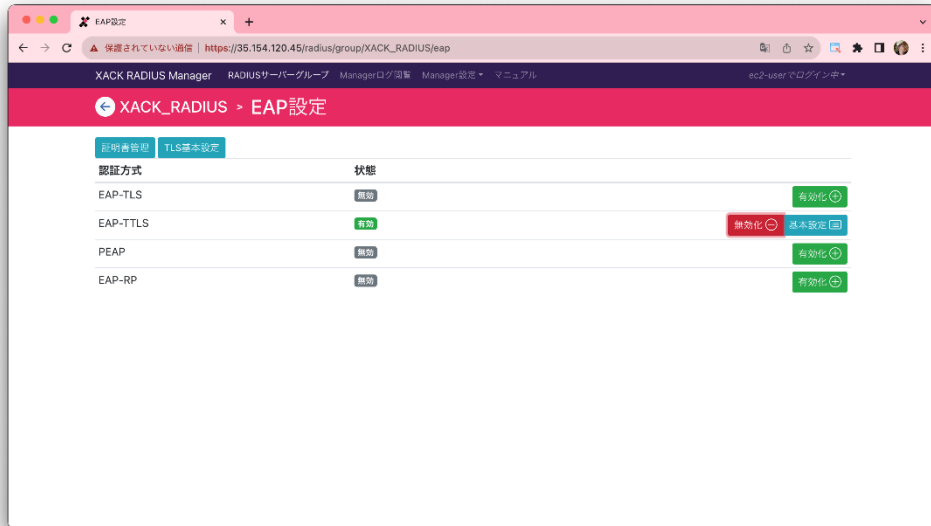 EAP設定
保護されていない通信 | https://35.154.120.45/radius/group/XACK_RADIUS/eap
XACK RADIUS Manager RADIUSサーバーグループ Managerログ閲覧 Manager設定 マニュアル ec2-userでログイン中
XACK_RADIUS > EAP設定
証明書管理 TLS基本設定
認証方式 状態
EAP-TLS 無効 有効化
EAP-TTLS 有効 無効化 基本設定
PEAP 無効 有効化
EAP-RP 無効 有効化